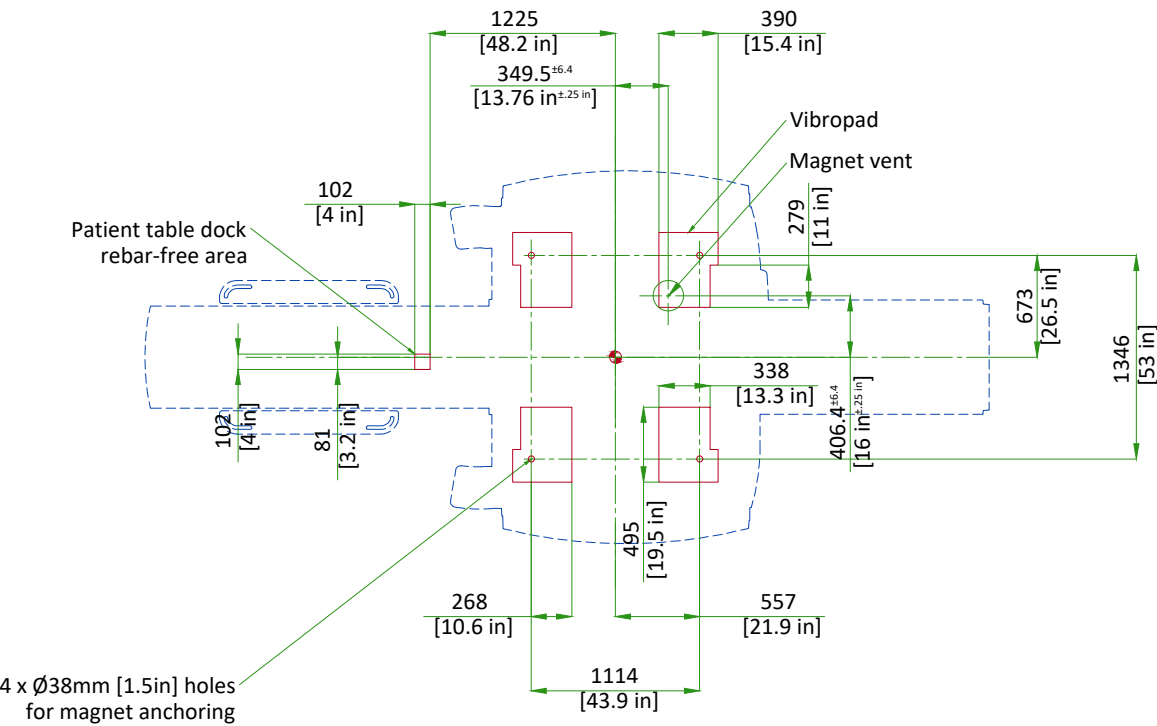 1225
[48.2 in]
390
[15.4 in]
349.5±6.4
[13.76 in±.25 in]
Vibropad
Magnet vent
102
[4 in]
279
[11 in]
Patient table dock
rebar-free area
673
[26.5 in]
1346
[53 in]
338
[13.3 in]
406.4±6.4
[16 in±.25 in]
102
[4 in]
81
[3.2 in]
495
[19.5 in]
268
[10.6 in]
557
[21.9 in]
1114
[43.9 in]
4 x Ø38mm [1.5in] holes
for magnet anchoring